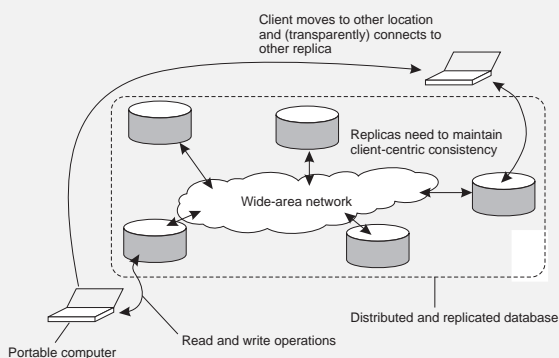 Client moves to other location
and (transparently) connects to
other replica
Replicas need to maintain
client-centric consistency
Wide-area network
Distributed and replicated database
Read and write operations
Portable computer